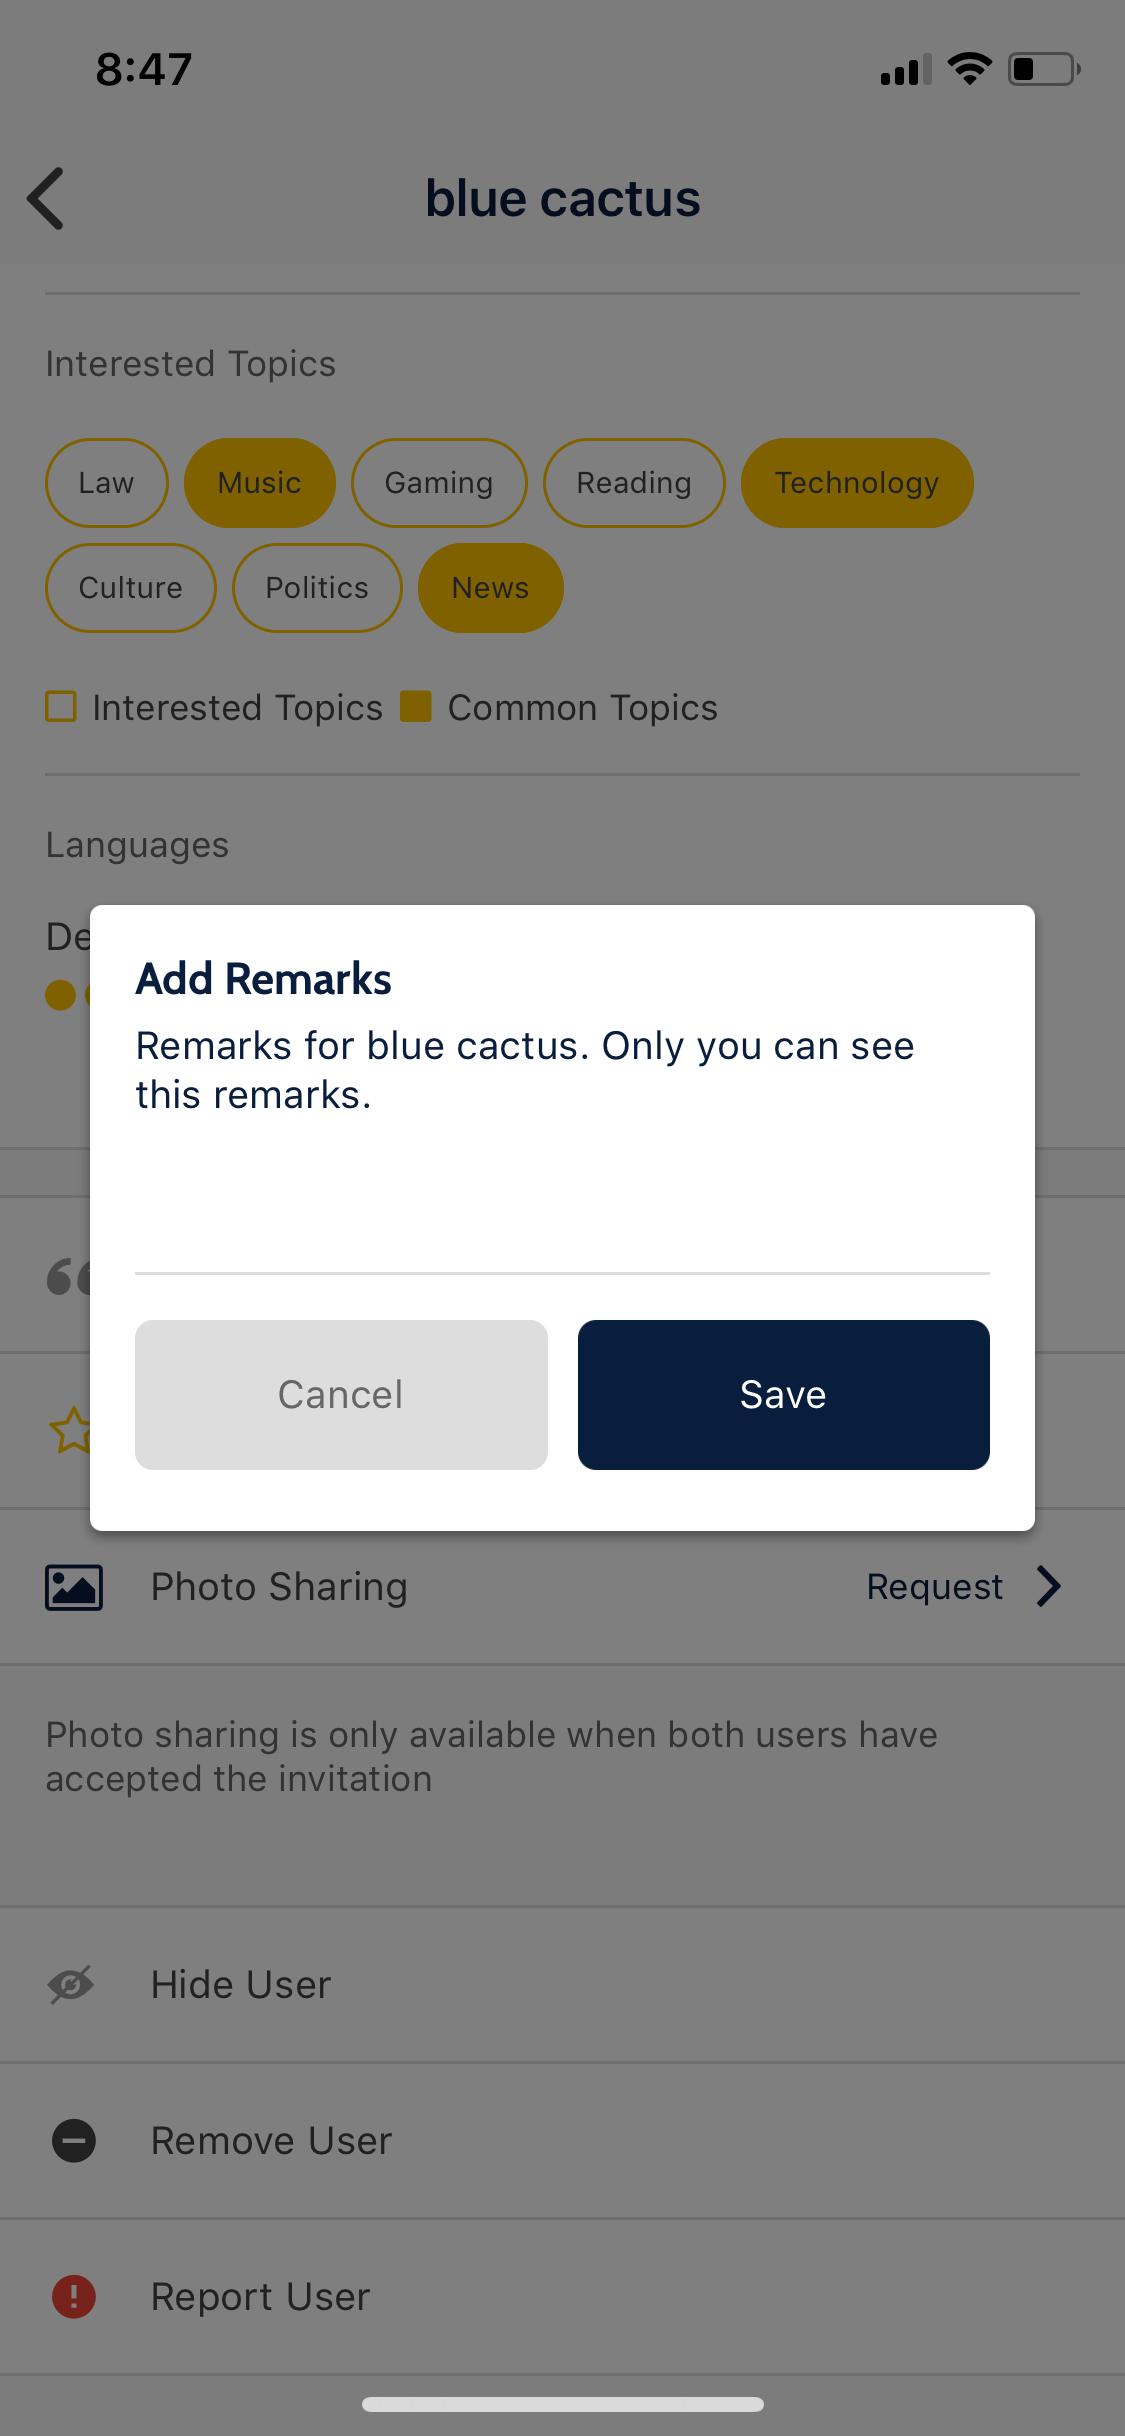 8:47
blue cactus
Interested Topics
Law Music Gaming Reading Technology
Culture Politics News
Interested Topics Common Topics
Languages
Add Remarks
Remarks for blue cactus. Only you can see
this remarks.
Cancel Save
Photo Sharing Request
Photo sharing is only available when both users have
accepted the invitation
Hide User
Remove User
Report User